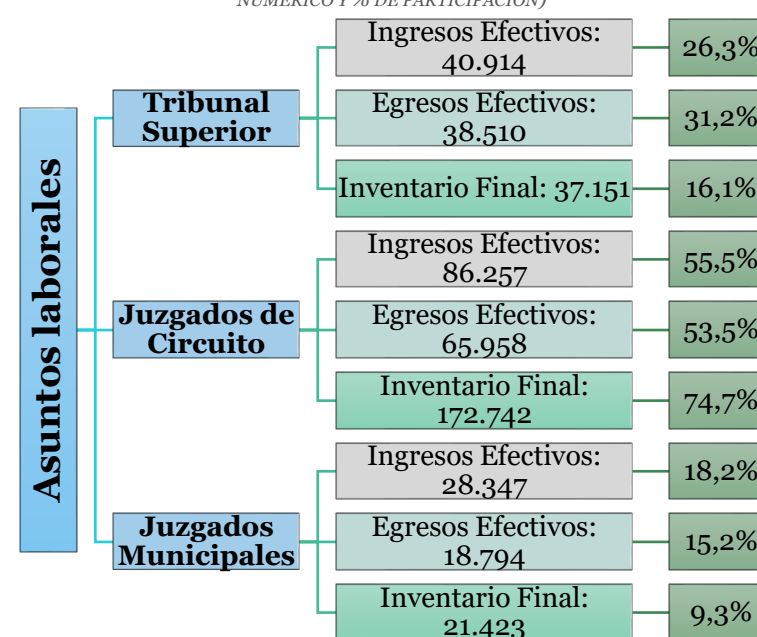 NUMÉRICO Y % DE PARTICIPACIÓN)
Asuntos laborales
Tribunal
Superior
Ingresos Efectivos:
40.914
26,3%
Egresos Efectivos:
38.510
31,2%
Inventario Final: 37.151
16,1%
Juzgados de
Circuito
Ingresos Efectivos:
86.257
55,5%
Egresos Efectivos:
65.958
53,5%
Inventario Final:
172.742
74,7%
Juzgados
Municipales
Ingresos Efectivos:
28.347
18,2%
Egresos Efectivos:
18.794
15,2%
Inventario Final:
21.423
9,3%